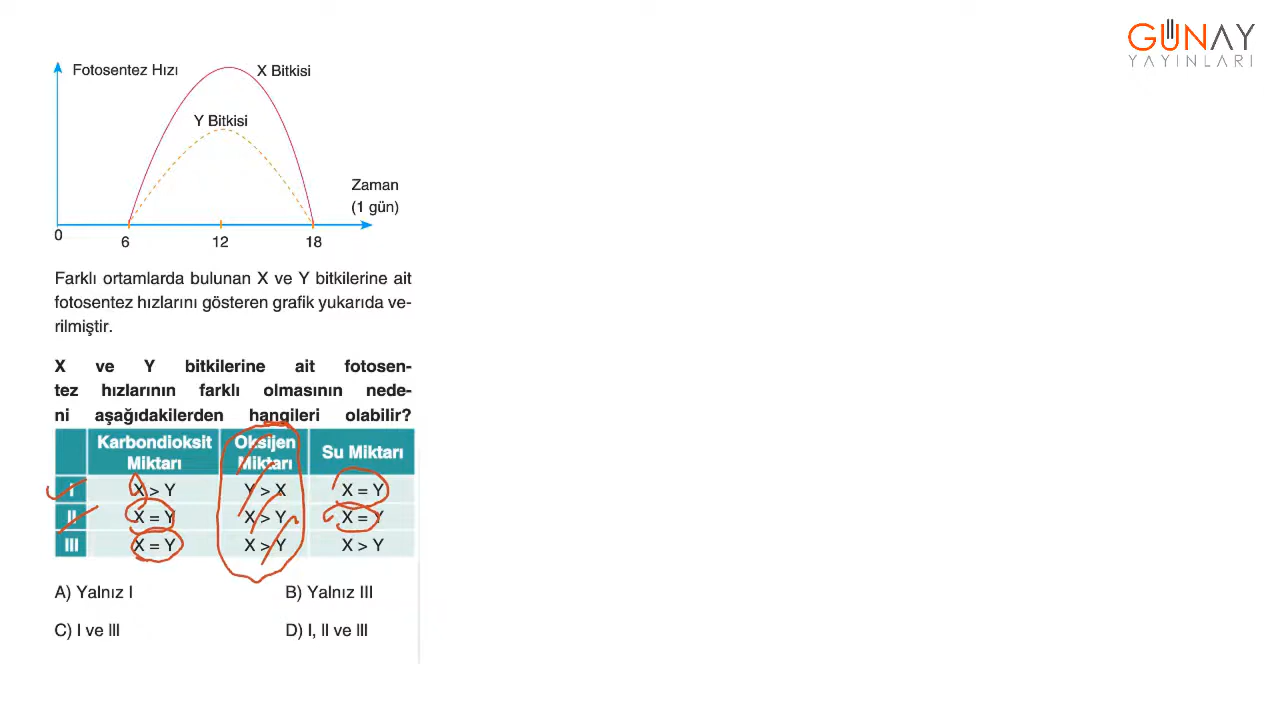 GÜNAY
YAYINLARI
Fotosentez Hızı
X Bitkisi
Y Bitkisi
Zaman
(1 gün)
0
6
12
18
Farklı ortamlarda bulunan X ve Y bitkilerine ait
fotosentez hızlarını gösteren grafik yukarıda ve-
rilmiştir.
X ve Y bitkilerine ait fotosen-
tez hızlarının farklı olmasının nede-
ni aşağıdakilerden hangileri olabilir?
Karbondioksit Miktarı Oksijen Miktarı Su Miktarı
I X > Y Y > X X = Y
II X = Y X > Y X = Y
III X = Y X > Y X > Y
A) Yalnız I B) Yalnız III
C) I ve III D) I, II ve III